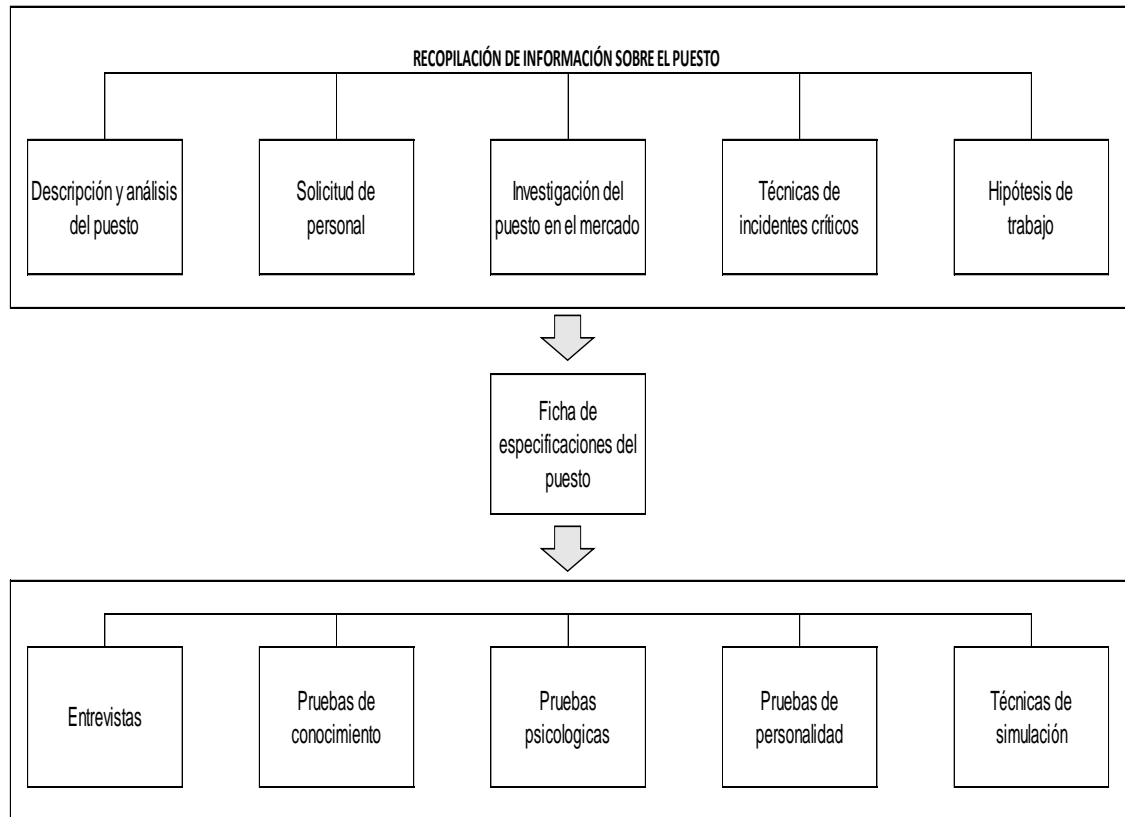 RECOPILACIÓN DE INFORMACIÓN SOBRE EL PUESTO
Descripción y análisis
del puesto
Solicitud de
personal
Investigación del
puesto en el mercado
Técnicas de
incidentes críticos
Hipótesis de
trabajo
Ficha de
especificaciones del
puesto
Entrevistas
Pruebas de
conocimiento
Pruebas
psicologicas
Pruebas de
personalidad
Técnicas de
simulación